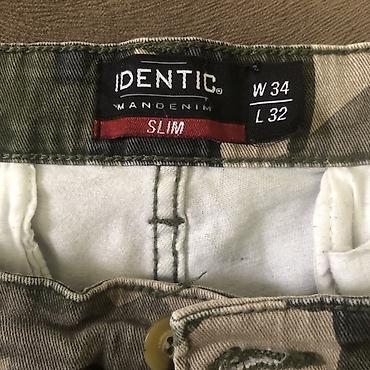 IDENTIC®
MANDENIM
SLIM
W 34
L 32